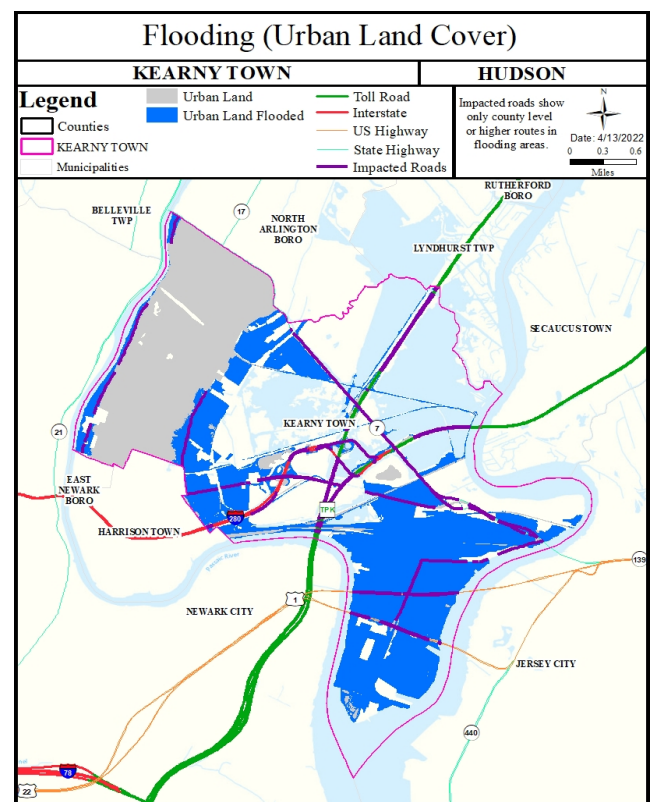 Flooding (Urban Land Cover)
KEARNY TOWN
HUDSON
Legend
Counties
KEARNY TOWN
Municipalities
Urban Land
Urban Land Flooded
Toll Road
Interstate
US Highway
State Highway
Impacted Roads
Impacted roads show
only county level
or higher routes in
flooding areas.
N
Date: 4/13/2022
0 0.3 0.6
Miles
RUTHERFORD
BORO
BELLEVILLE
TWP
17
NORTH
ARLINGTON
BORO
LYNDHURST TWP
SECAUCUS TOWN
KEARNY TOWN
7
21
EAST
NEWARK
BORO
TPK
280
HARRISON TOWN
139
1
NEWARK CITY
JERSEY CITY
440
78
22